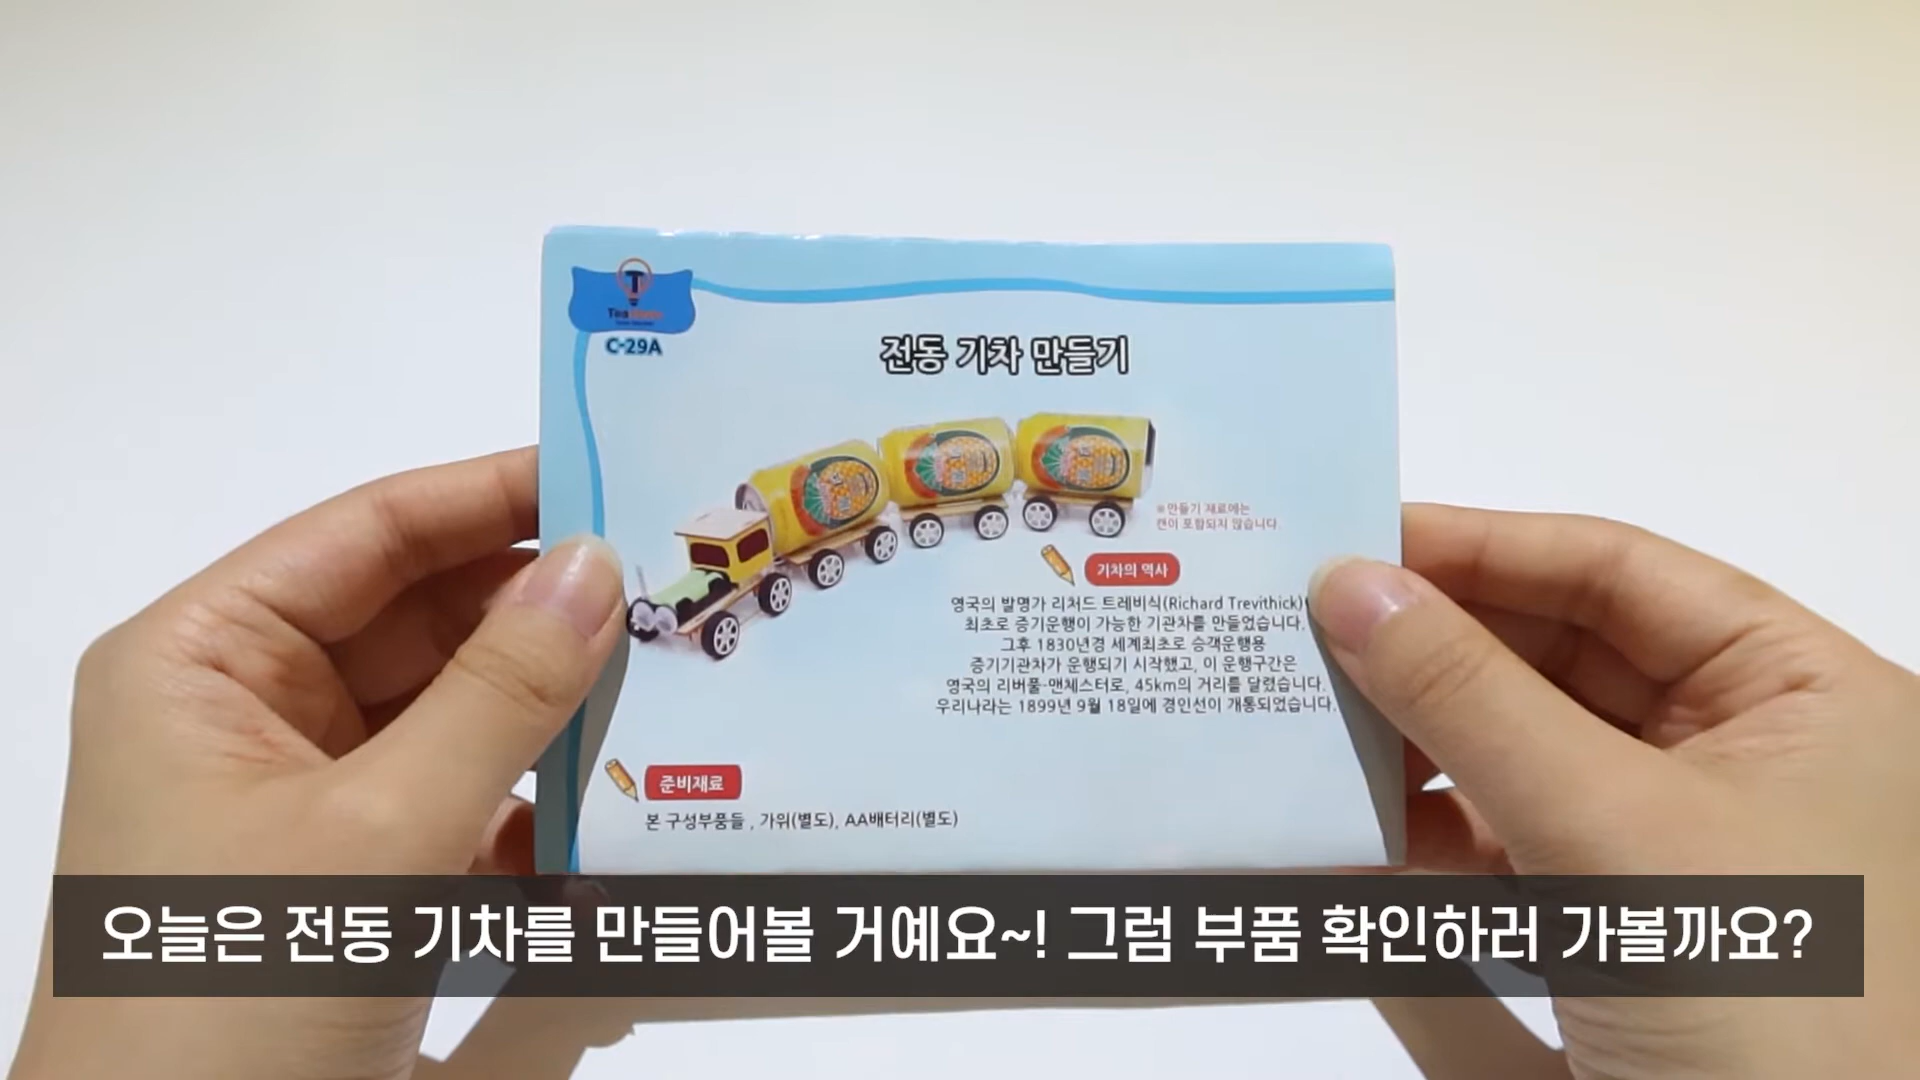 C-29A
전동 기차 만들기
※만들기 재료에는
캔이 포함되지 않습니다.
기차의 역사
영국의 발명가 리처드 트레비식(Richard Trevithick)
최초로 증기운행이 가능한 기관차를 만들었습니다.
그후 1830년경 세계최초로 승객운행용
증기기관차가 운행되기 시작했고, 이 운행구간은
영국의 리버풀-맨체스터로, 45km의 거리를 달렸습니다.
우리나라는 1899년 9월 18일에 경인선이 개통되었습니다.
준비재료
본 구성부품들 , 가위(별도), AA배터리(별도)
오늘은 전동 기차를 만들어볼 거예요~! 그럼 부품 확인하러 가볼까요?